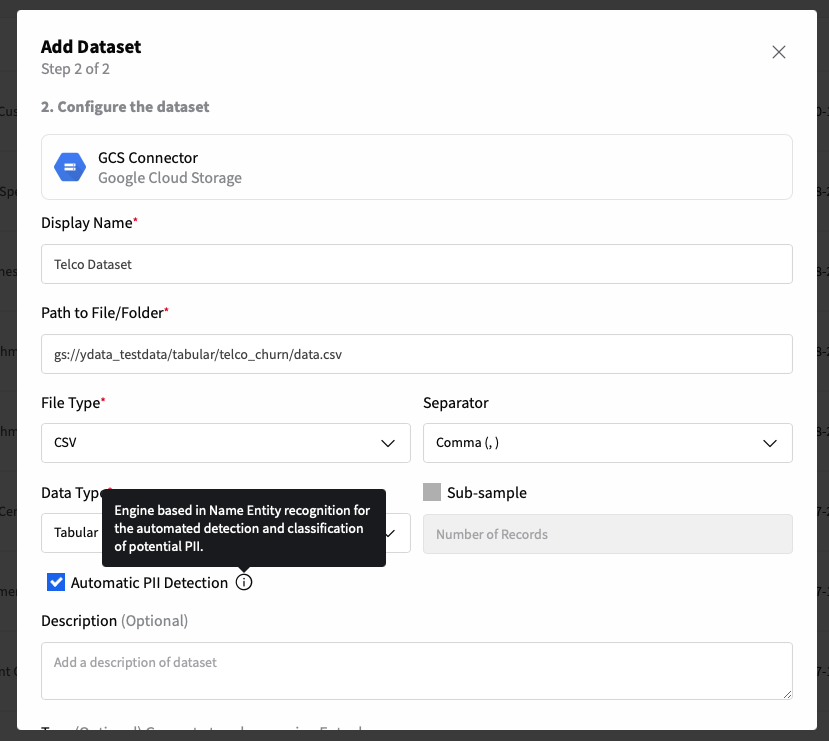 Add Dataset
Step 2 of 2
2. Configure the dataset
GCS Connector
Google Cloud Storage
Display Name*
Telco Dataset
Path to File/Folder*
gs://ydata_testdata/tabular/telco_churn/data.csv
File Type*
Separator
CSV
Comma (, )
Data Type*
Sub-sample
Engine based in Name Entity recognition for
the automated detection and classification
of potential PII.
Tabular
Number of Records
Automatic PII Detection
Description (Optional)
Add a description of dataset